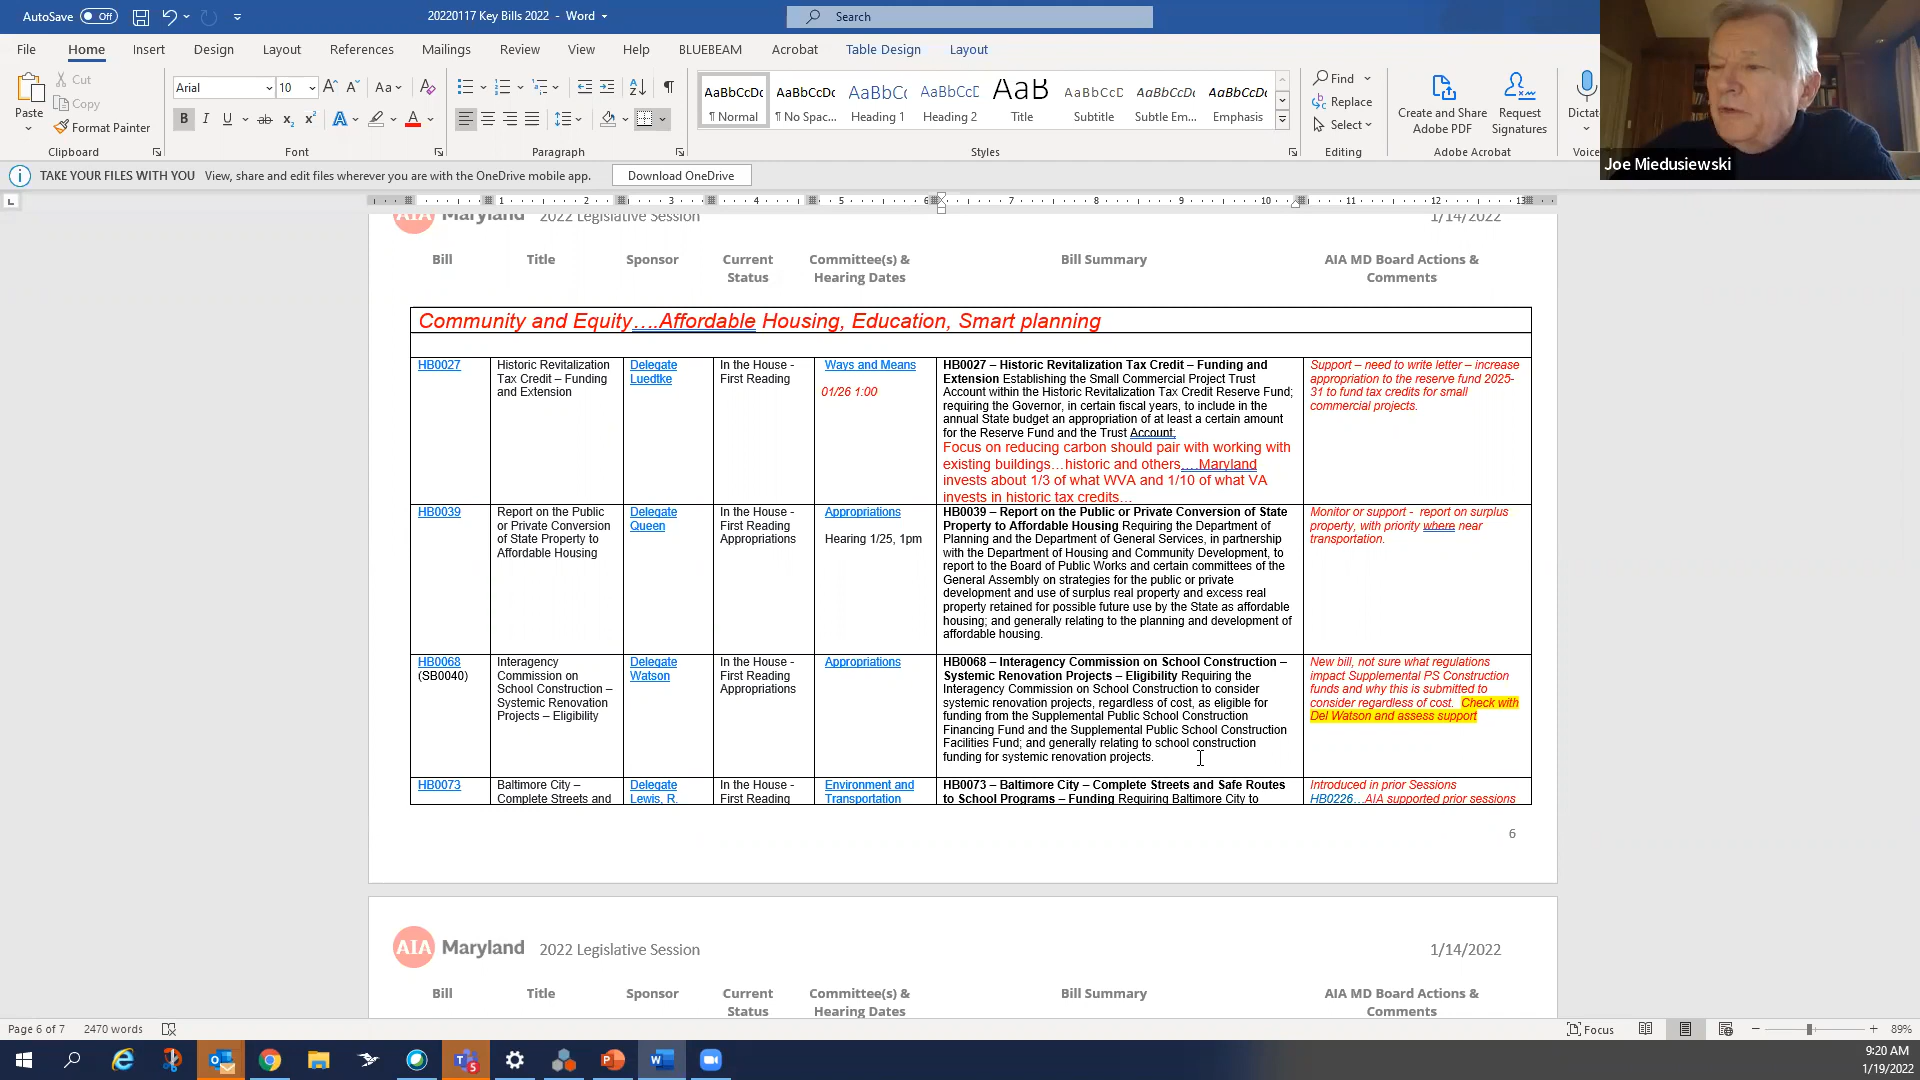 AutoSave Off 20220117 Key Bills 2022 - Word Search
File Home Insert Design Layout References Mailings Review View Help BLUEBEAM Acrobat Table Design Layout
Paste
Cut
Copy
Format Painter
Clipboard
Arial 10
Font
Paragraph
AaBbCcDc AaBbCcDc AaBbCc AaBbCcD AaB AaBbCcD AaBbCcDc AaBbCcDc
¶ Normal ¶ No Spac... Heading 1 Heading 2 Title Subtitle Subtle Em... Emphasis
Styles
Find
Replace
Select
Editing
Create and Share
Adobe PDF
Request
Signatures
Adobe Acrobat
Dictat
Voice
Joe Miedusiewski
TAKE YOUR FILES WITH YOU View, share and edit files wherever you are with the OneDrive mobile app. Download OneDrive
1 2 3 4 5 6 7 8 9 10 11 12 13
AIA Maryland 2022 Legislative Session 1/14/2022
Bill Title Sponsor Current
Status Committee(s) &
Hearing Dates Bill Summary AIA MD Board Actions &
Comments
Community and Equity….Affordable Housing, Education, Smart planning
HB0027
Historic Revitalization
Tax Credit – Funding
and Extension
Delegate
Luedtke
In the House -
First Reading
Ways and Means
01/26 1:00
HB0027 – Historic Revitalization Tax Credit – Funding and
Extension Establishing the Small Commercial Project Trust
Account within the Historic Revitalization Tax Credit Reserve Fund;
requiring the Governor, in certain fiscal years, to include in the
annual State budget an appropriation of at least a certain amount
for the Reserve Fund and the Trust Account;
Focus on reducing carbon should pair with working with
existing buildings…historic and others….Maryland
invests about 1/3 of what WVA and 1/10 of what VA
invests in historic tax credits…
Support – need to write letter – increase
appropriation to the reserve fund 2025-
31 to fund tax credits for small
commercial projects.
HB0039
Report on the Public
or Private Conversion
of State Property to
Affordable Housing
Delegate
Queen
In the House -
First Reading
Appropriations
Appropriations
Hearing 1/25, 1pm
HB0039 – Report on the Public or Private Conversion of State
Property to Affordable Housing Requiring the Department of
Planning and the Department of General Services, in partnership
with the Department of Housing and Community Development, to
report to the Board of Public Works and certain committees of the
General Assembly on strategies for the public or private
development and use of surplus real property and excess real
property retained for possible future use by the State as affordable
housing; and generally relating to the planning and development of
affordable housing.
Monitor or support - report on surplus
property, with priority where near
transportation.
HB0068
(SB0040)
Interagency
Commission on
School Construction –
Systemic Renovation
Projects – Eligibility
Delegate
Watson
In the House -
First Reading
Appropriations
Appropriations
HB0068 – Interagency Commission on School Construction –
Systemic Renovation Projects – Eligibility Requiring the
Interagency Commission on School Construction to consider
systemic renovation projects, regardless of cost, as eligible for
funding from the Supplemental Public School Construction
Financing Fund and the Supplemental Public School Construction
Facilities Fund; and generally relating to school construction
funding for systemic renovation projects.
New bill, not sure what regulations
impact Supplemental PS Construction
funds and why this is submitted to
consider regardless of cost. Check with
Del Watson and assess support
HB0073
Baltimore City –
Complete Streets and
Delegate
Lewis, R.
In the House -
First Reading
Environment and
Transportation
HB0073 – Baltimore City – Complete Streets and Safe Routes
to School Programs – Funding Requiring Baltimore City to
Introduced in prior Sessions
HB0226…AIA supported prior sessions
6
AIA Maryland 2022 Legislative Session 1/14/2022
Bill Title Sponsor Current
Status Committee(s) &
Hearing Dates Bill Summary AIA MD Board Actions &
Comments
Page 6 of 7 2470 words Focus 89%
9:20 AM
1/19/2022